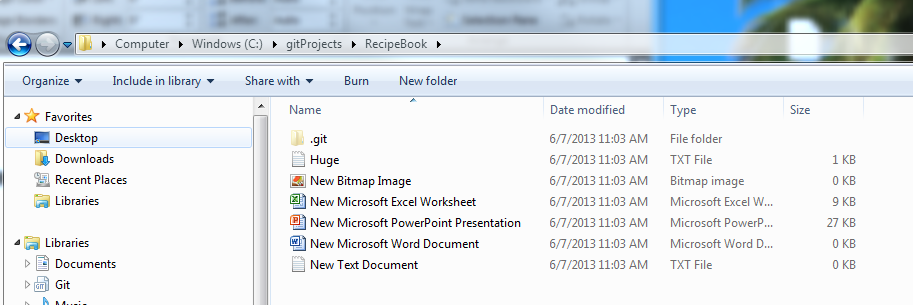 Computer Windows (C:) gitProjects RecipeBook
Organize Include in library Share with Burn New folder
Favorites
Desktop
Downloads
Recent Places
Libraries
Libraries
Documents
Git
Music
Name Date modified Type Size
.git 6/7/2013 11:03 AM File folder
Huge 6/7/2013 11:03 AM TXT File 1 KB
New Bitmap Image 6/7/2013 11:03 AM Bitmap image 0 KB
New Microsoft Excel Worksheet 6/7/2013 11:03 AM Microsoft Excel W... 9 KB
New Microsoft PowerPoint Presentation 6/7/2013 11:03 AM Microsoft PowerP... 27 KB
New Microsoft Word Document 6/7/2013 11:03 AM Microsoft Word D... 0 KB
New Text Document 6/7/2013 11:03 AM TXT File 0 KB